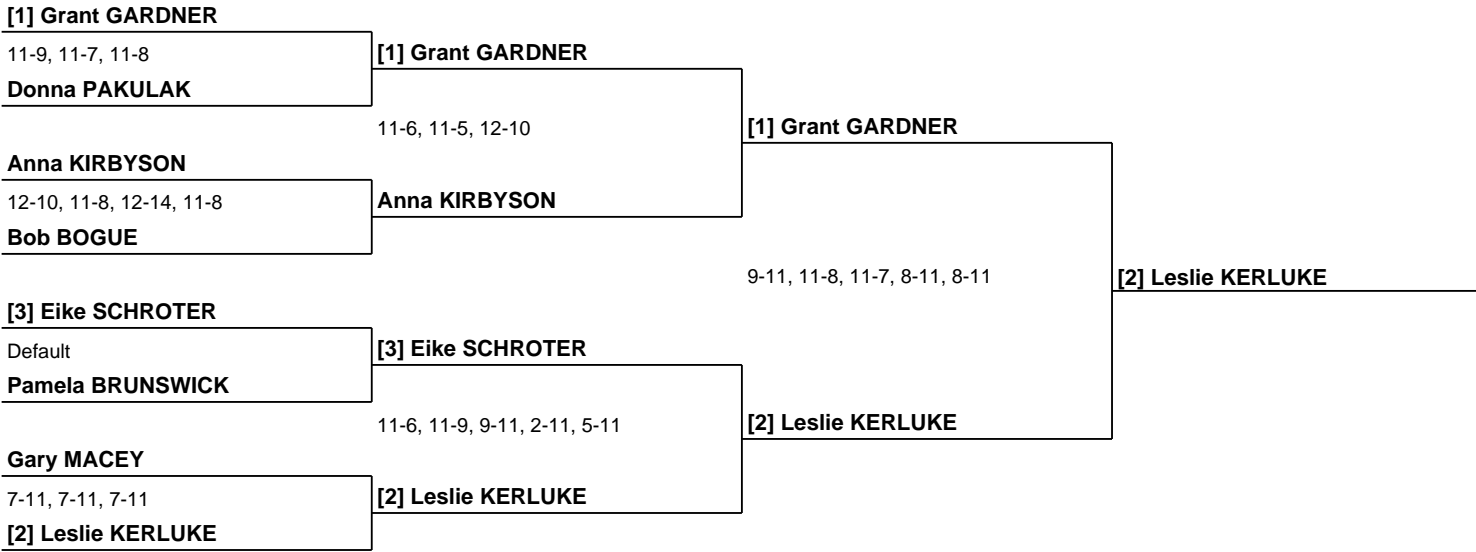 [1] Grant GARDNER
11-9, 11-7, 11-8
[1] Grant GARDNER
Donna PAKULAK
11-6, 11-5, 12-10
[1] Grant GARDNER
Anna KIRBYSON
12-10, 11-8, 12-14, 11-8
Anna KIRBYSON
Bob BOGUE
9-11, 11-8, 11-7, 8-11, 8-11
[2] Leslie KERLUKE
[3] Eike SCHROTER
Default
[3] Eike SCHROTER
Pamela BRUNSWICK
11-6, 11-9, 9-11, 2-11, 5-11
[2] Leslie KERLUKE
Gary MACEY
7-11, 7-11, 7-11
[2] Leslie KERLUKE
[2] Leslie KERLUKE